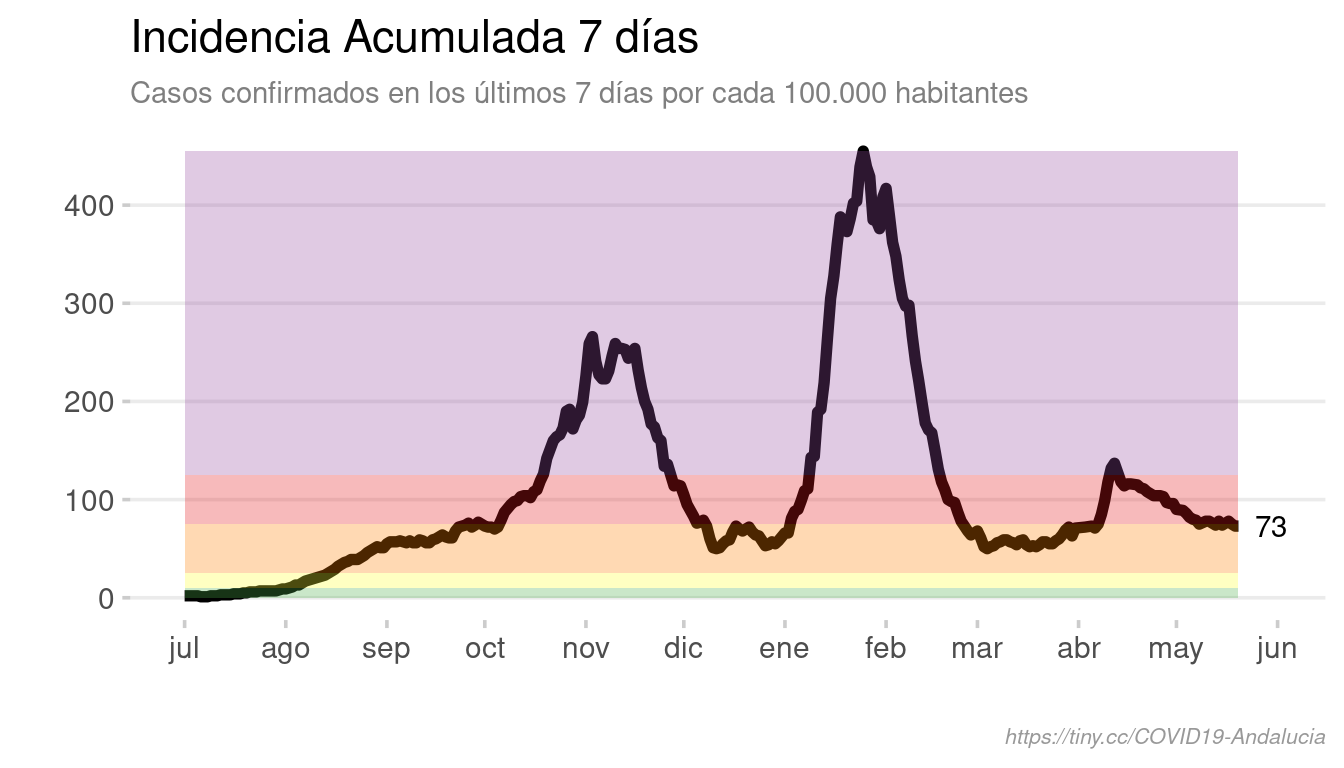 Incidencia Acumulada 7 días
Casos confirmados en los últimos 7 días por cada 100.000 habitantes
400
300
200
100
0
73
jul ago sep oct nov dic ene feb mar abr may jun
https://tiny.cc/COVID19-Andalucia